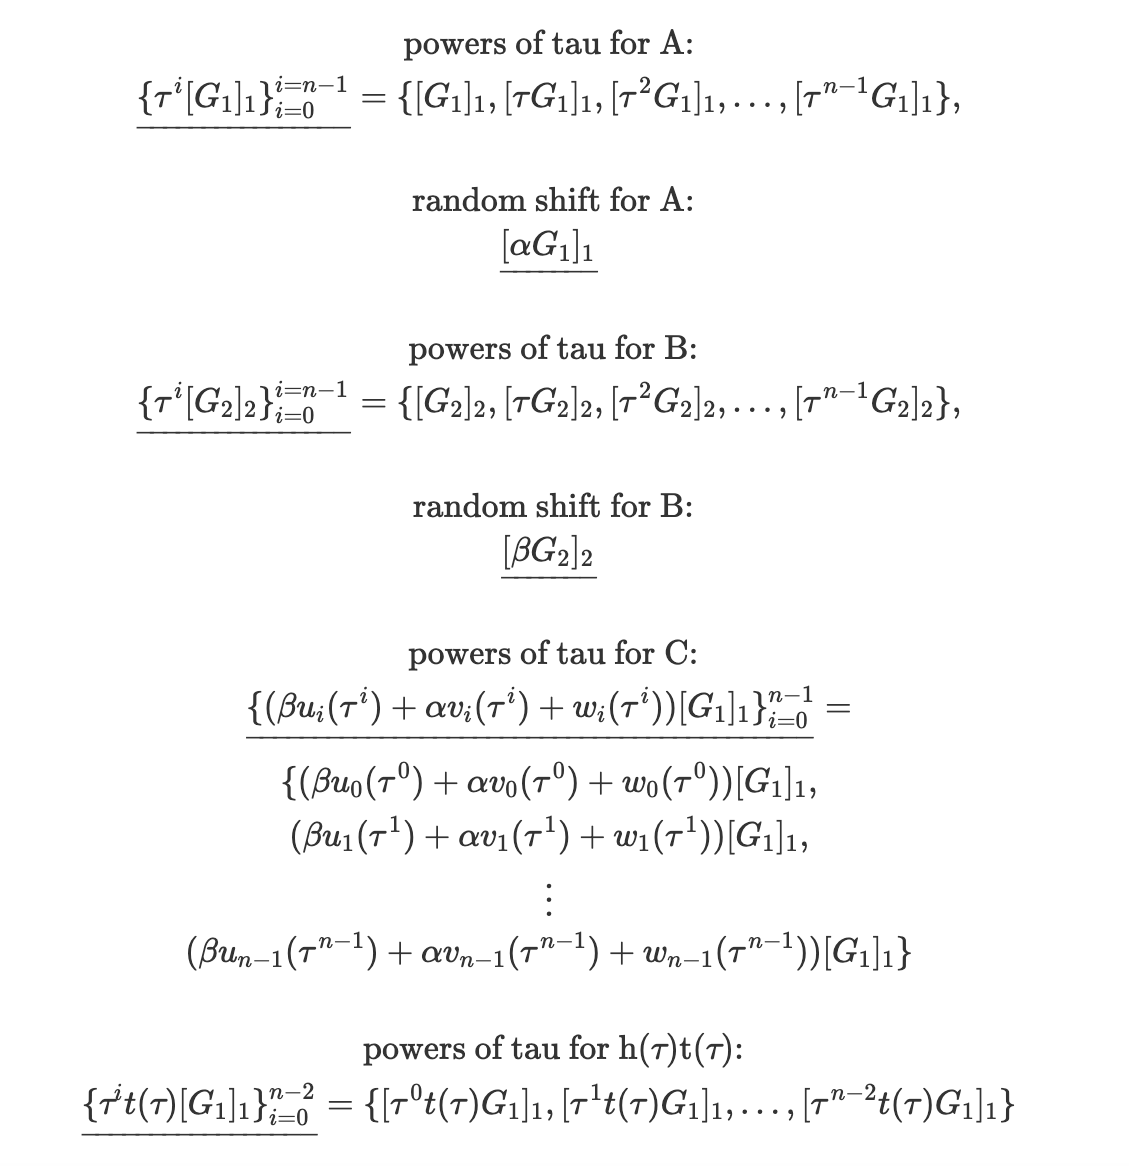 powers of tau for A:
{τ^i[G_1]_1}_{i=0}^{i=n−1} = {[G_1]_1, [τG_1]_1, [τ^2G_1]_1, . . . , [τ^{n−1}G_1]_1},
random shift for A:
[αG_1]_1
powers of tau for B:
{τ^i[G_2]_2}_{i=0}^{i=n−1} = {[G_2]_2, [τG_2]_2, [τ^2G_2]_2, . . . , [τ^{n−1}G_2]_2},
random shift for B:
[βG_2]_2
powers of tau for C:
{(βu_i(τ^i) + αv_i(τ^i) + w_i(τ^i))[G_1]_1}_{i=0}^{n−1} =
{(βu_0(τ^0) + αv_0(τ^0) + w_0(τ^0))[G_1]_1,
(βu_1(τ^1) + αv_1(τ^1) + w_1(τ^1))[G_1]_1,
⋮
(βu_{n−1}(τ^{n−1}) + αv_{n−1}(τ^{n−1}) + w_{n−1}(τ^{n−1}))[G_1]_1}
powers of tau for h(τ)t(τ):
{τ^i t(τ)[G_1]_1}_{i=0}^{n−2} = {[τ^0t(τ)G_1]_1, [τ^1t(τ)G_1]_1, . . . , [τ^{n−2}t(τ)G_1]_1}